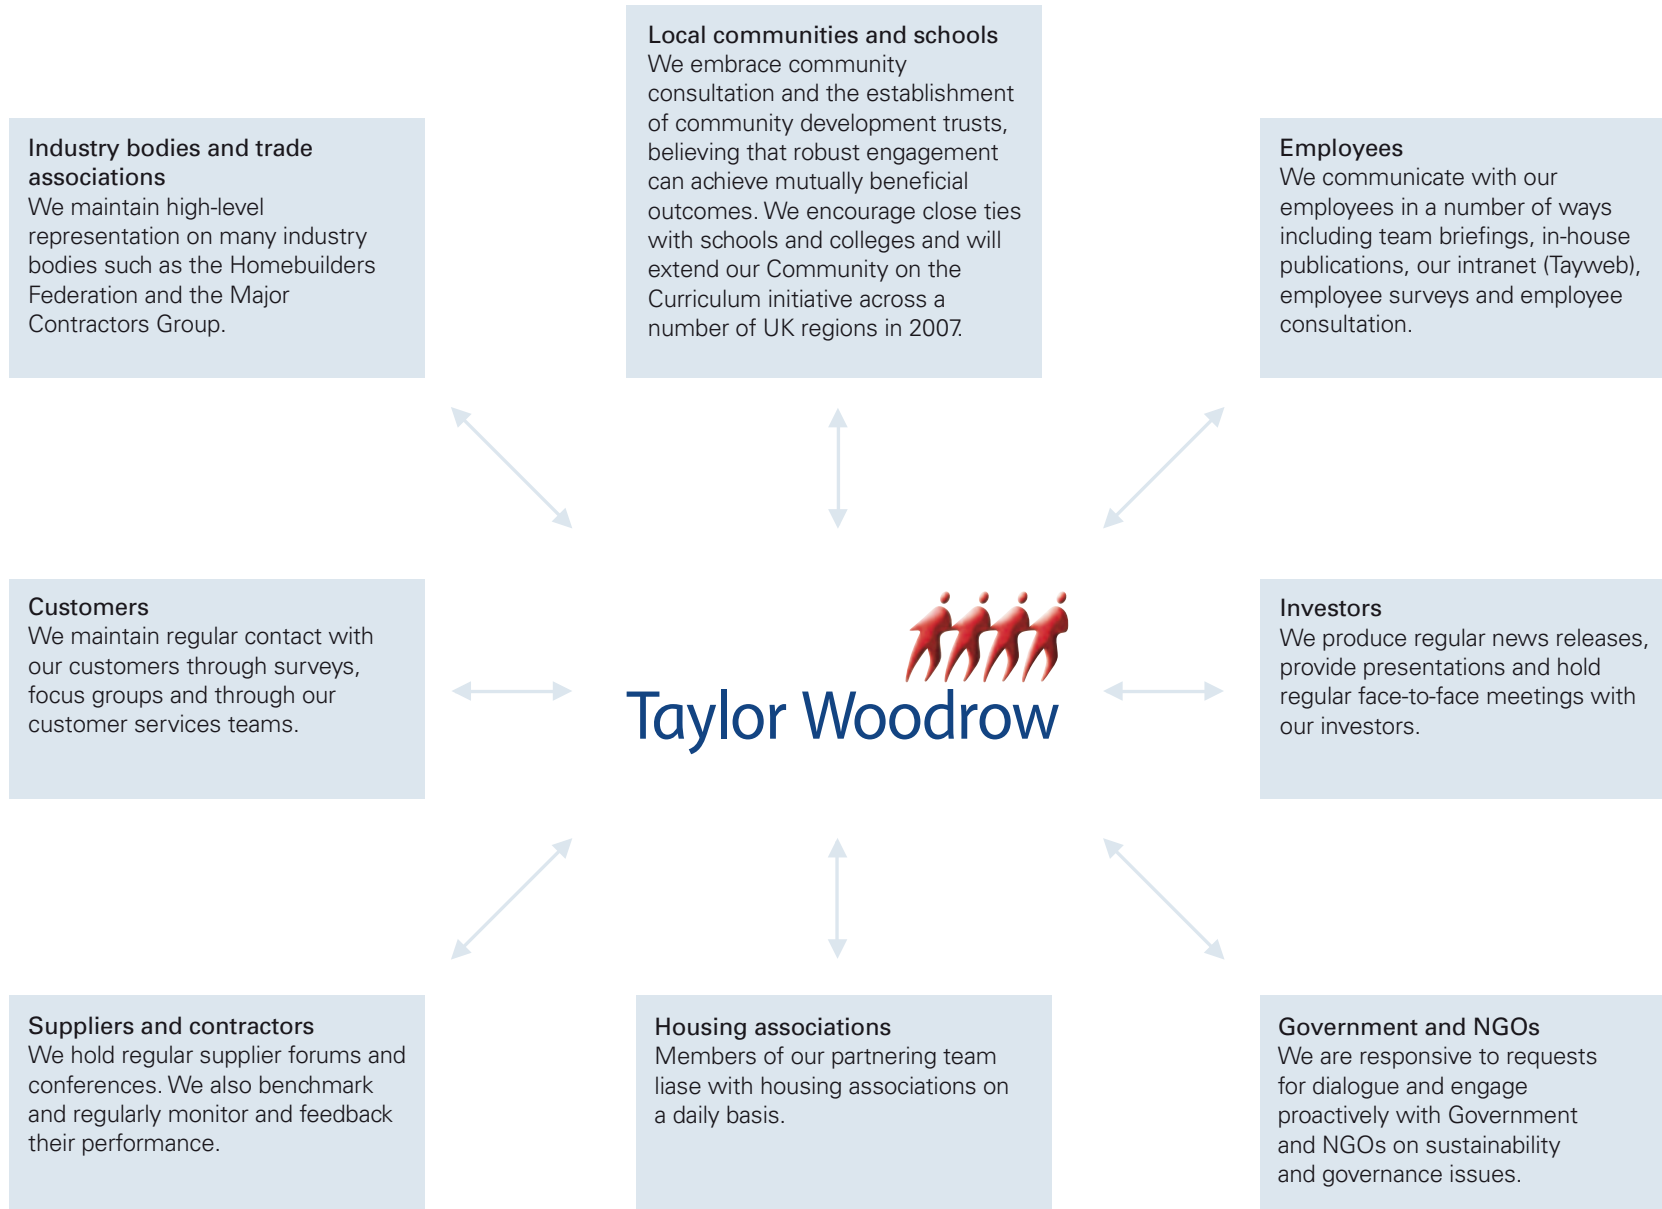 Local communities and schools
We embrace community
consultation and the establishment
of community development trusts,
believing that robust engagement
can achieve mutually beneficial
outcomes. We encourage close ties
with schools and colleges and will
extend our Community on the
Curriculum initiative across a
number of UK regions in 2007.
Industry bodies and trade
associations
We maintain high-level
representation on many industry
bodies such as the Homebuilders
Federation and the Major
Contractors Group.
Employees
We communicate with our
employees in a number of ways
including team briefings, in-house
publications, our intranet (Tayweb),
employee surveys and employee
consultation.
Customers
We maintain regular contact with
our customers through surveys,
focus groups and through our
customer services teams.
Taylor Woodrow
Investors
We produce regular news releases,
provide presentations and hold
regular face-to-face meetings with
our investors.
Suppliers and contractors
We hold regular supplier forums and
conferences. We also benchmark
and regularly monitor and feedback
their performance.
Housing associations
Members of our partnering team
liase with housing associations on
a daily basis.
Government and NGOs
We are responsive to requests
for dialogue and engage
proactively with Government
and NGOs on sustainability
and governance issues.